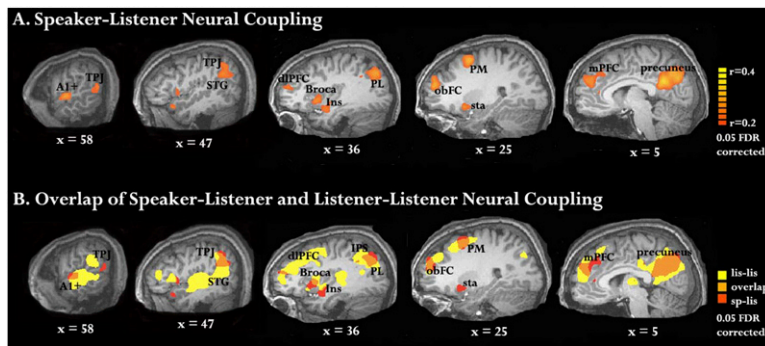 A. Speaker-Listener Neural Coupling
A1+ TPJ
TPJ STG
dlPFC Broca Ins PL
PM obFC sta
mPFC precuneus
r=0.4
r=0.2
0.05 FDR
corrected
x = 58 x = 47 x = 36 x = 25 x = 5
B. Overlap of Speaker-Listener and Listener-Listener Neural Coupling
TPJ A1+
TPJ STG
dlPFC IPS Broca Ins PL
PM obFC sta
mPFC precuneus
lis-lis
overlap
sp-lis
0.05 FDR
corrected
x = 58 x = 47 x = 36 x = 25 x = 5